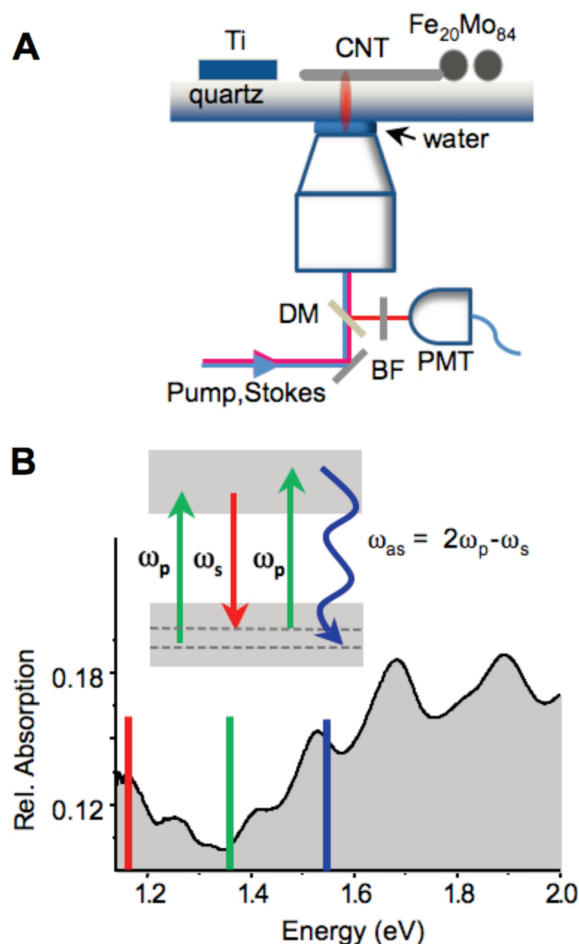 A
Ti
CNT
Fe₂₀Mo₈₄
quartz
water
DM
BF
PMT
Pump,Stokes
B
ωₚ
ωₛ
ωₚ
ωₐₛ = 2ωₚ-ωₛ
Rel. Absorption
0.18
0.12
1.2 1.4 1.6 1.8 2.0
Energy (eV)